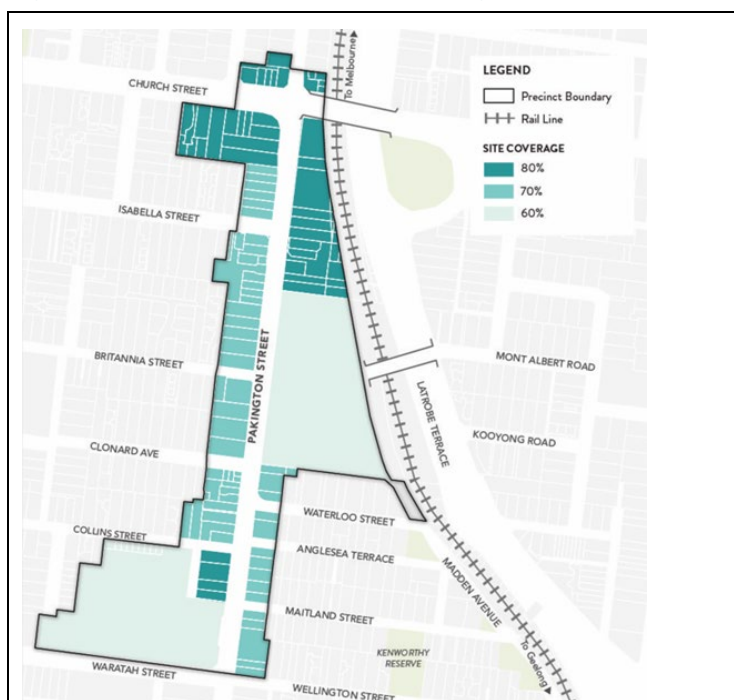 To Melbourne
CHURCH STREET
ISABELLA STREET
BRITANNIA STREET
PAKINGTON STREET
CLONARD AVE
COLLINS STREET
WARATAH STREET
WATERLOO STREET
ANGLESEA TERRACE
MAITLAND STREET
KENWORTHY
RESERVE
WELLINGTON STREET
MADDEN AVENUE
To Geelong
LATROBE TERRACE
MONT ALBERT ROAD
KOOYONG ROAD
LEGEND
Precinct Boundary
Rail Line
SITE COVERAGE
80%
70%
60%